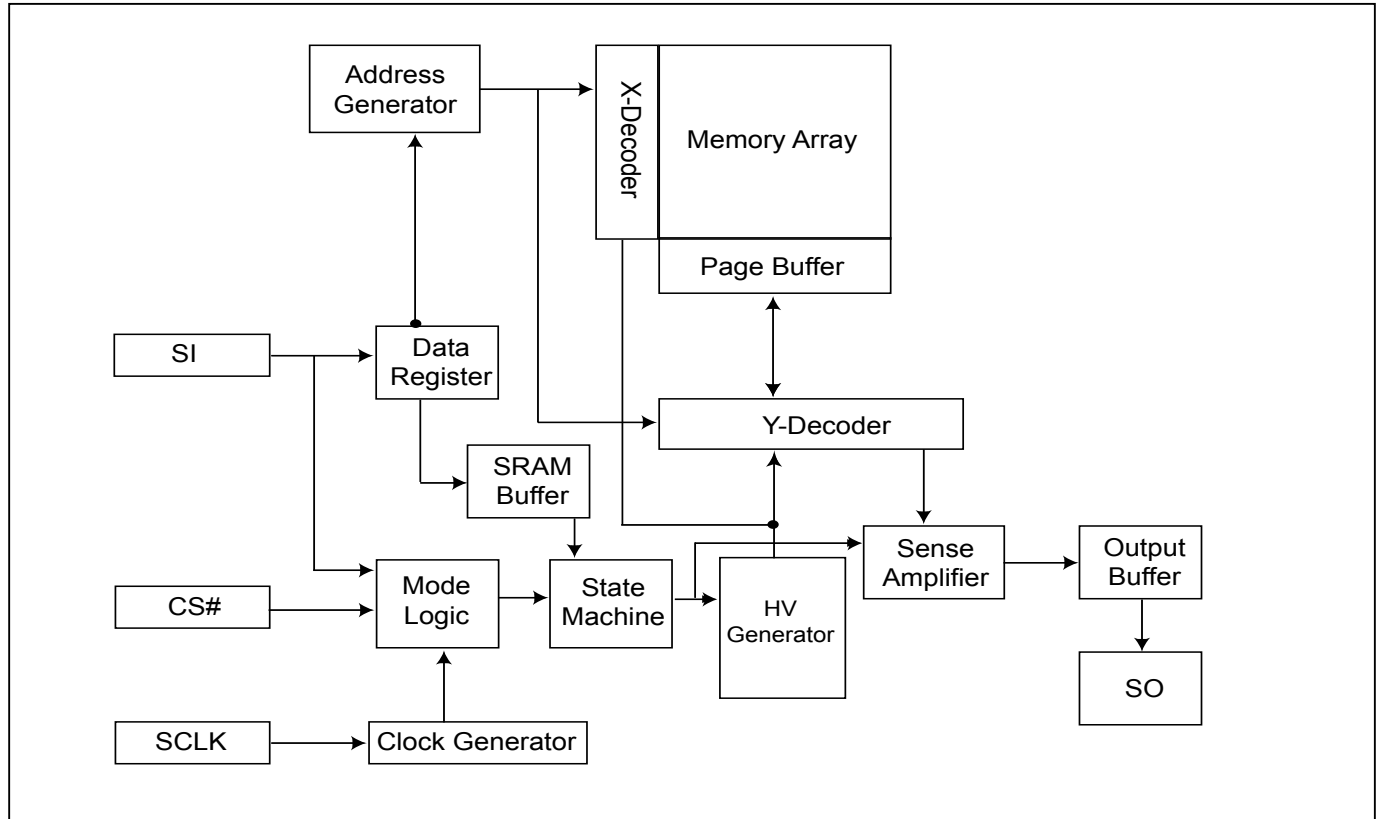 Address
Generator
X-Decoder
Memory Array
Page Buffer
SI
Data
Register
Y-Decoder
SRAM
Buffer
Sense
Amplifier
Output
Buffer
CS#
Mode
Logic
State
Machine
HV
Generator
SO
SCLK
Clock Generator